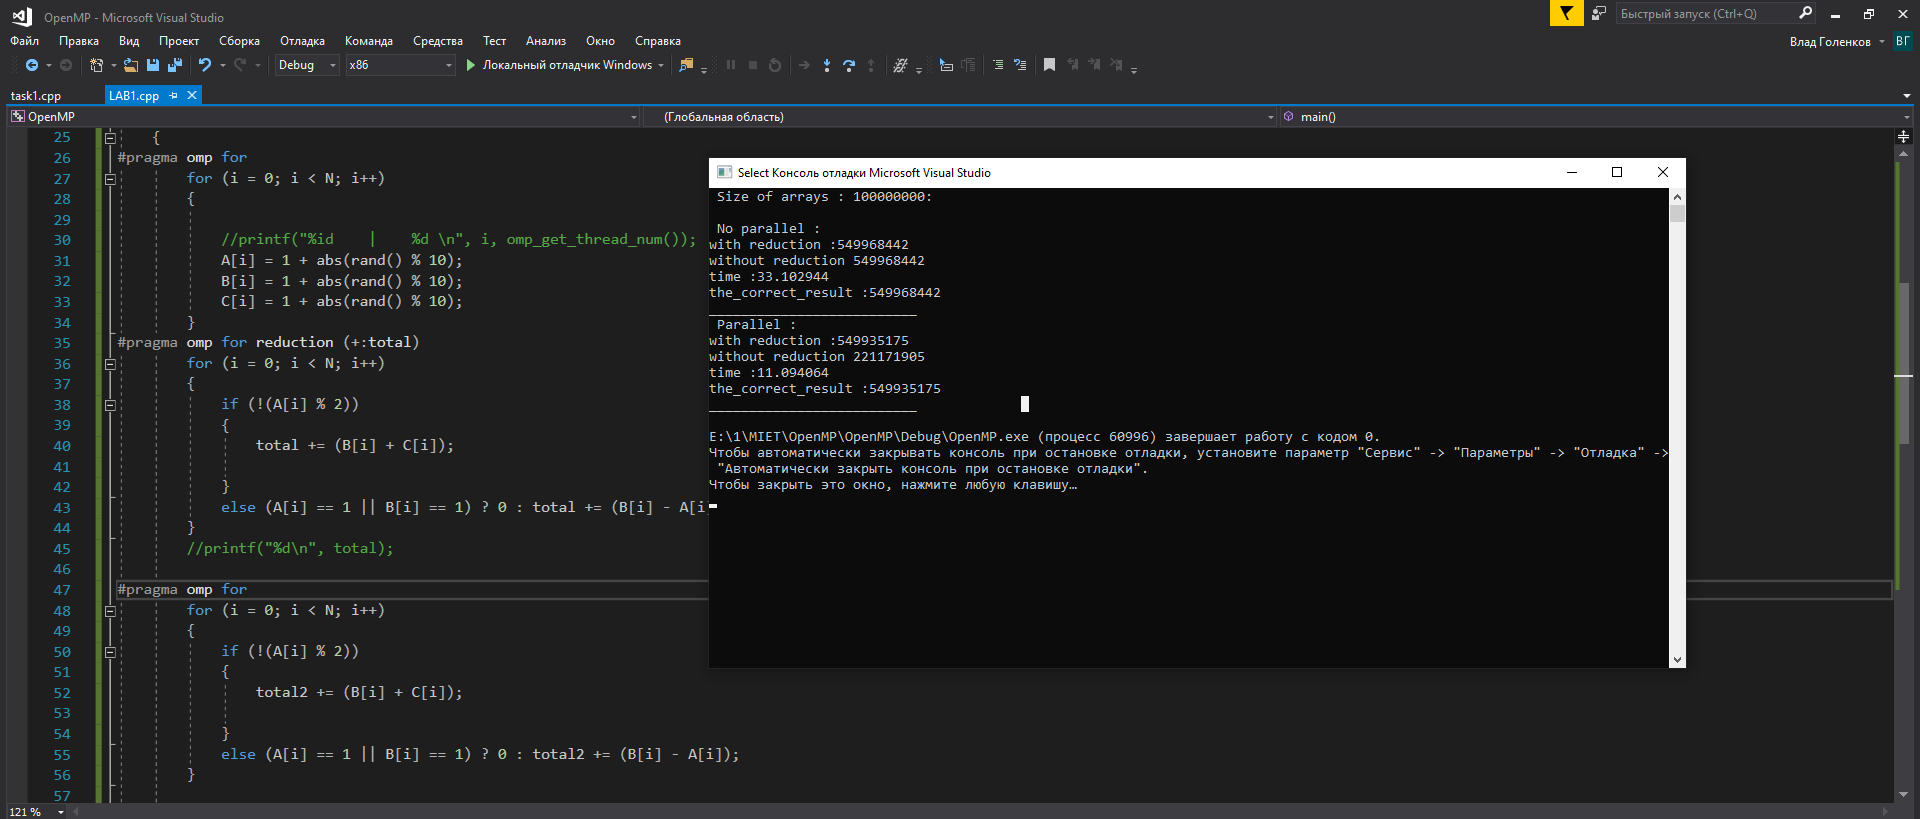 OpenMP - Microsoft Visual Studio
Быстрый запуск (Ctrl+Q)
Файл Правка Вид Проект Сборка Отладка Команда Средства Тест Анализ Окно Справка
Влад Голенков ВГ
Debug x86 Локальный отладчик Windows
task1.cpp LAB1.cpp
OpenMP (Глобальная область) main()
25 {
26 #pragma omp for
27 for (i = 0; i < N; i++)
28 {
29
30 //printf("%id | %d \n", i, omp_get_thread_num());
31 A[i] = 1 + abs(rand() % 10);
32 B[i] = 1 + abs(rand() % 10);
33 C[i] = 1 + abs(rand() % 10);
34 }
35 #pragma omp for reduction (+:total)
36 for (i = 0; i < N; i++)
37 {
38 if (!(A[i] % 2))
39 {
40 total += (B[i] + C[i]);
41
42 }
43 else (A[i] == 1 || B[i] == 1) ? 0 : total += (B[i] - A[i]
44 }
45 //printf("%d\n", total);
46
47 #pragma omp for
48 for (i = 0; i < N; i++)
49 {
50 if (!(A[i] % 2))
51 {
52 total2 += (B[i] + C[i]);
53
54 }
55 else (A[i] == 1 || B[i] == 1) ? 0 : total2 += (B[i] - A[i]);
56 }
57
121 %
Select Консоль отладки Microsoft Visual Studio
Size of arrays : 100000000:
No parallel :
with reduction :549968442
without reduction 549968442
time :33.102944
the_correct_result :549968442
__________________________
Parallel :
with reduction :549935175
without reduction 221171905
time :11.094064
the_correct_result :549935175
__________________________
E:\1\MIET\OpenMP\OpenMP\Debug\OpenMP.exe (процесс 60996) завершает работу с кодом 0.
Чтобы автоматически закрывать консоль при остановке отладки, установите параметр "Сервис" -> "Параметры" -> "Отладка" ->
"Автоматически закрыть консоль при остановке отладки".
Чтобы закрыть это окно, нажмите любую клавишу…